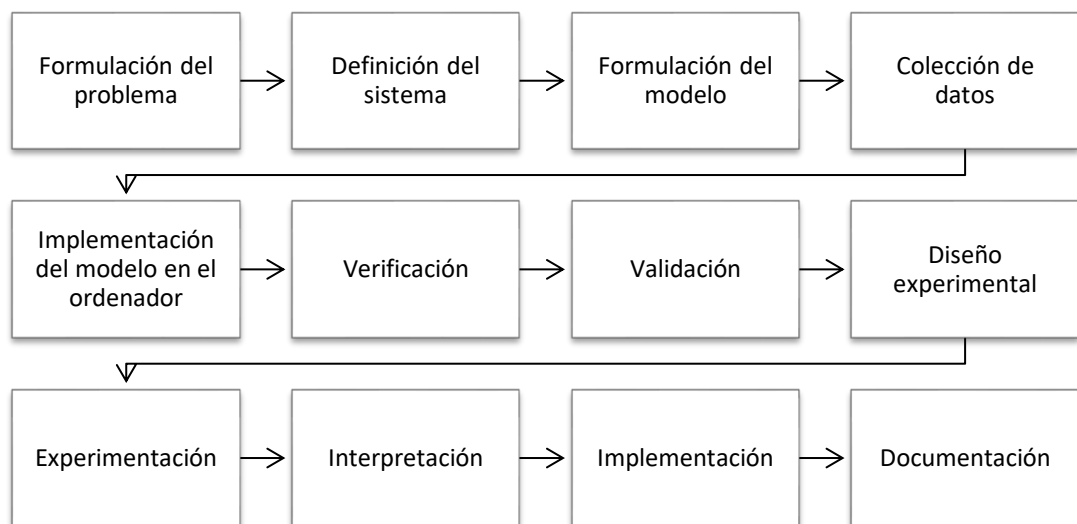 Formulación del
problema
Definición del
sistema
Formulación del
modelo
Colección de
datos
Implementación
del modelo en el
ordenador
Verificación
Validación
Diseño
experimental
Experimentación
Interpretación
Implementación
Documentación